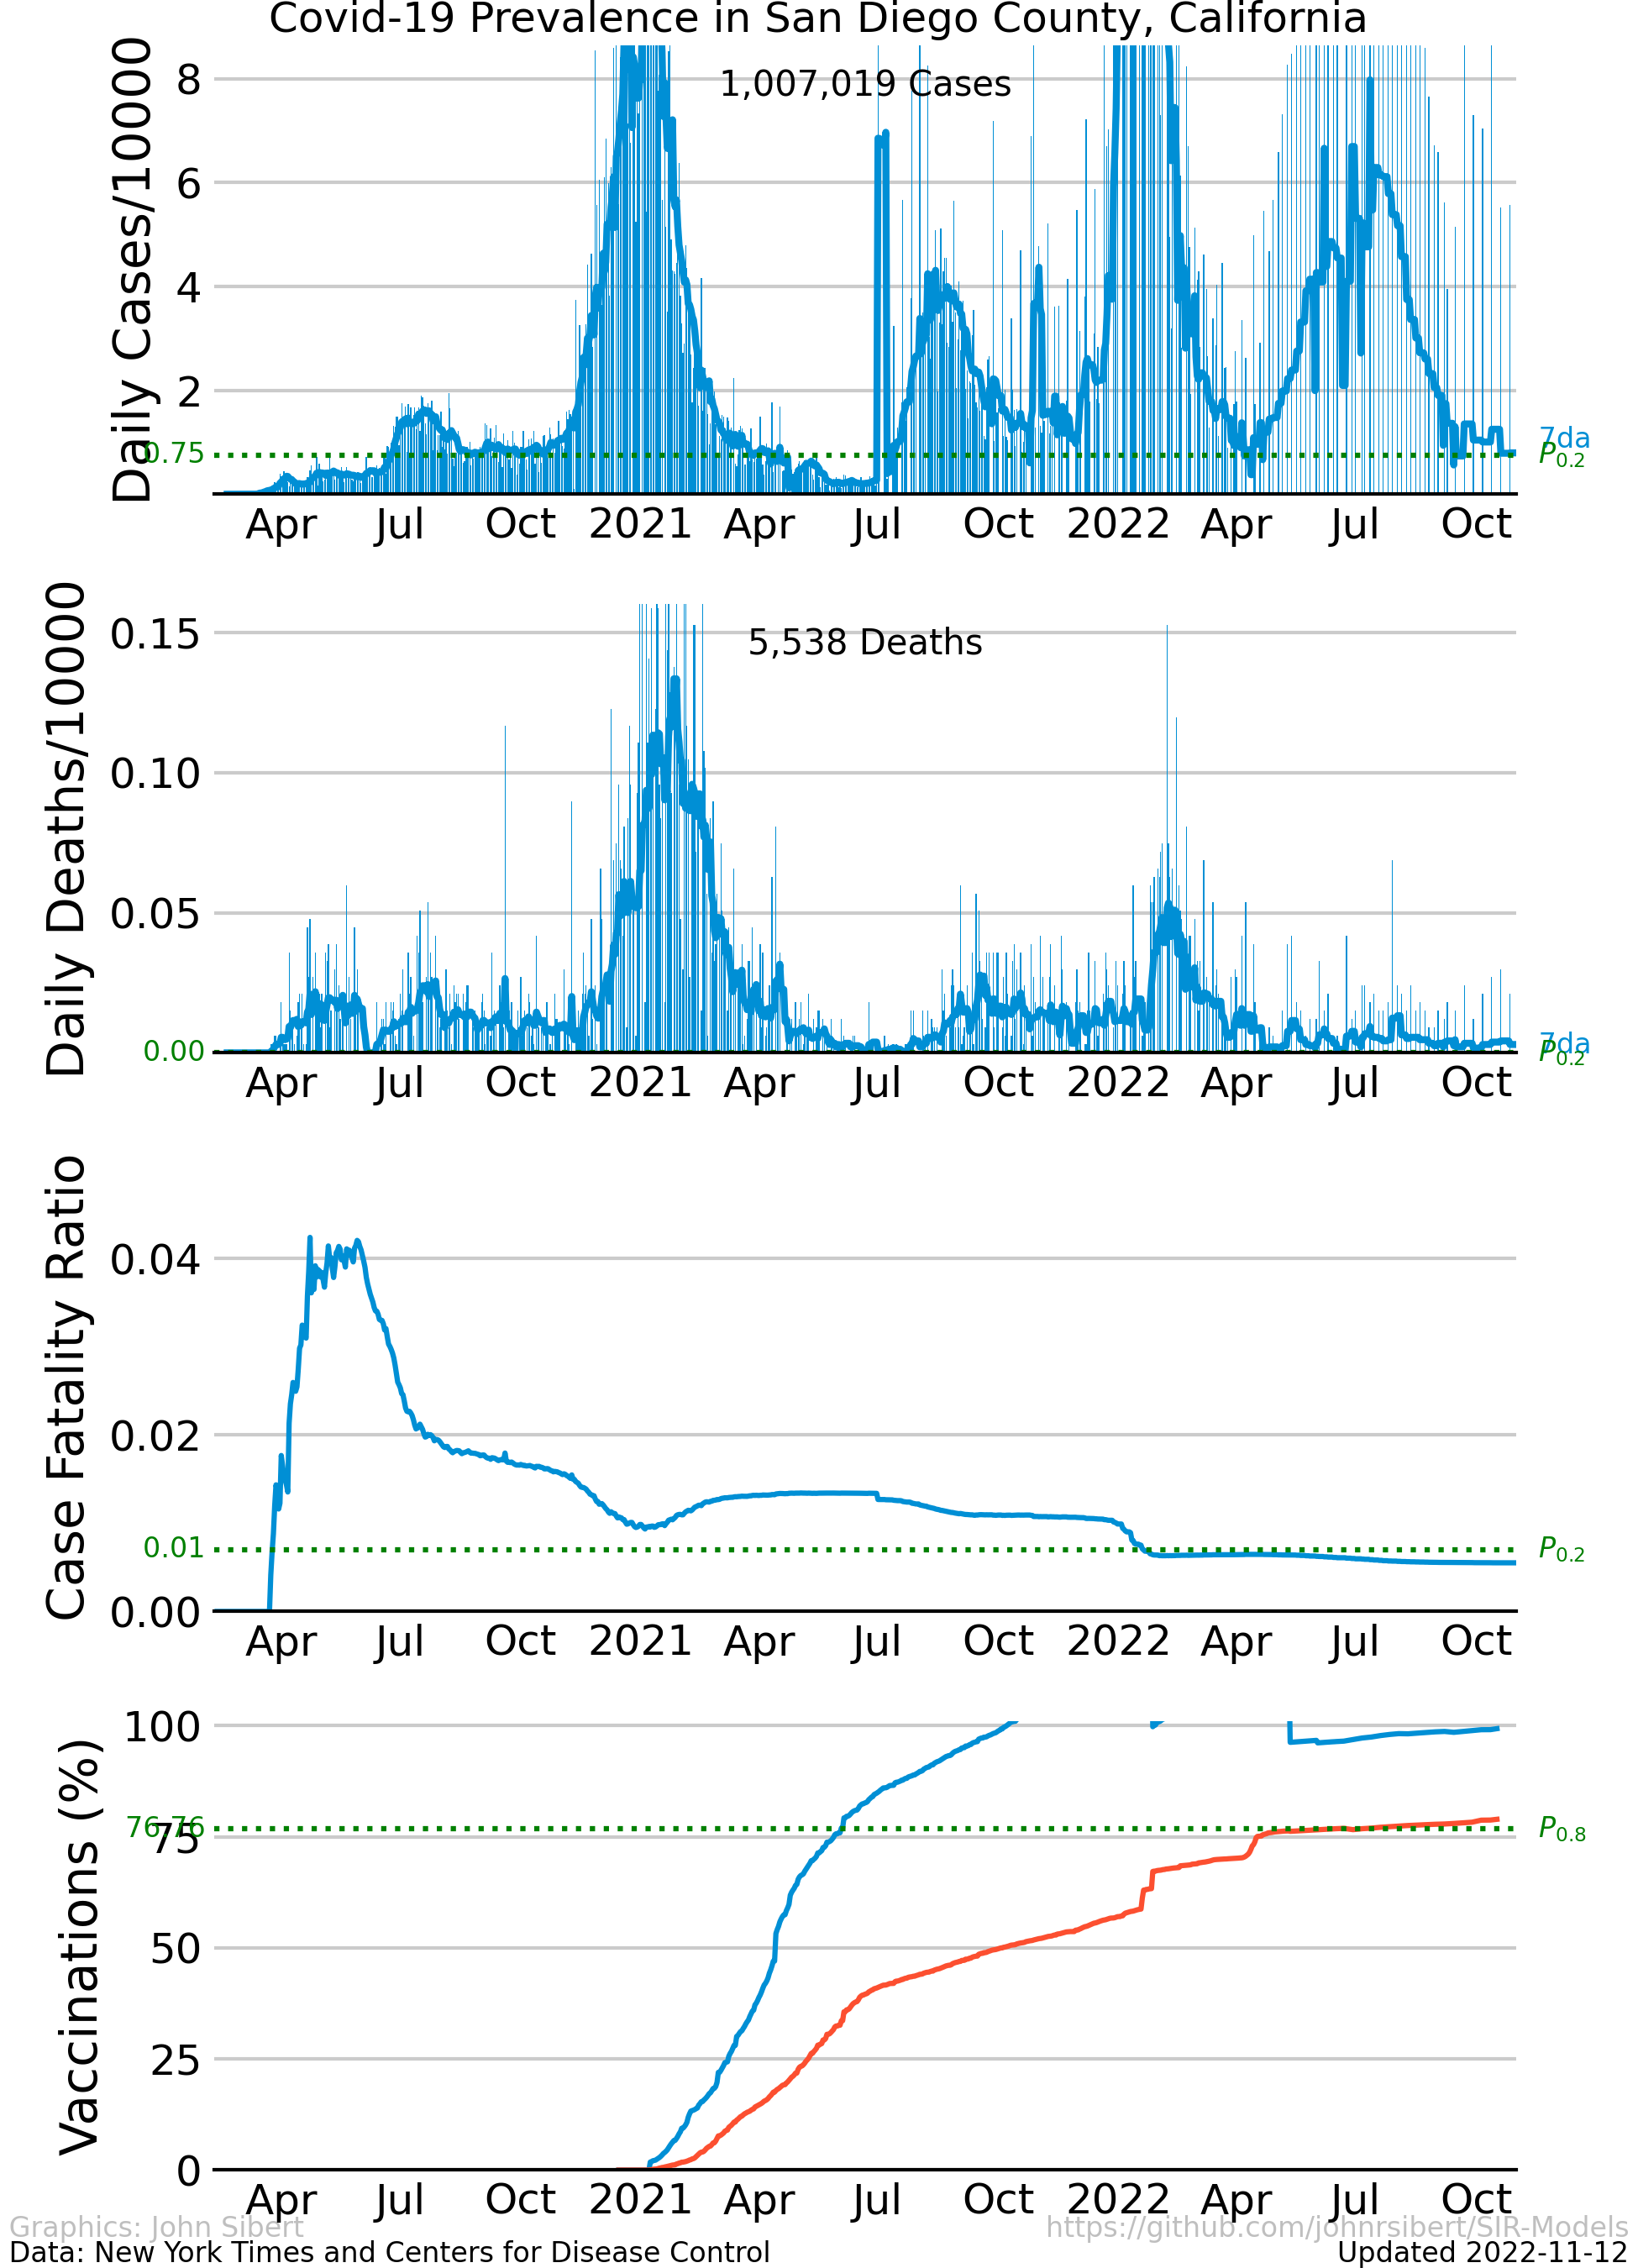 Covid-19 Prevalence in San Diego County, California
Daily Cases/10000
8
6
4
2
0.75
1,007,019 Cases
7da
P0.2
Apr Jul Oct 2021 Apr Jul Oct 2022 Apr Jul Oct
Daily Deaths/10000
0.15
0.10
0.05
0.00
5,538 Deaths
7da
P0.2
Apr Jul Oct 2021 Apr Jul Oct 2022 Apr Jul Oct
Case Fatality Ratio
0.04
0.02
0.01
0.00
P0.2
Apr Jul Oct 2021 Apr Jul Oct 2022 Apr Jul Oct
Vaccinations (%)
100
76.76
75
50
25
0
P0.8
Apr Jul Oct 2021 Apr Jul Oct 2022 Apr Jul Oct
Graphics: John Sibert
https://github.com/johnrsibert/SIR-Models
Data: New York Times and Centers for Disease Control
Updated 2022-11-12